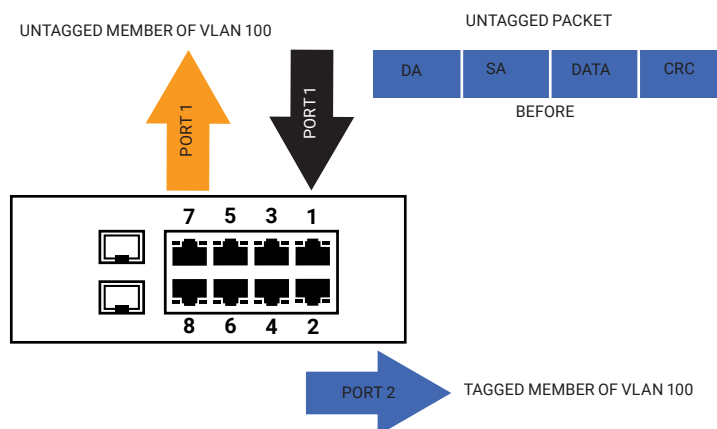 UNTAGGED PACKET
UNTAGGED MEMBER OF VLAN 100
DA SA DATA CRC
BEFORE
PORT 1
PORT 1
7 5 3 1
8 6 4 2
PORT 2
TAGGED MEMBER OF VLAN 100